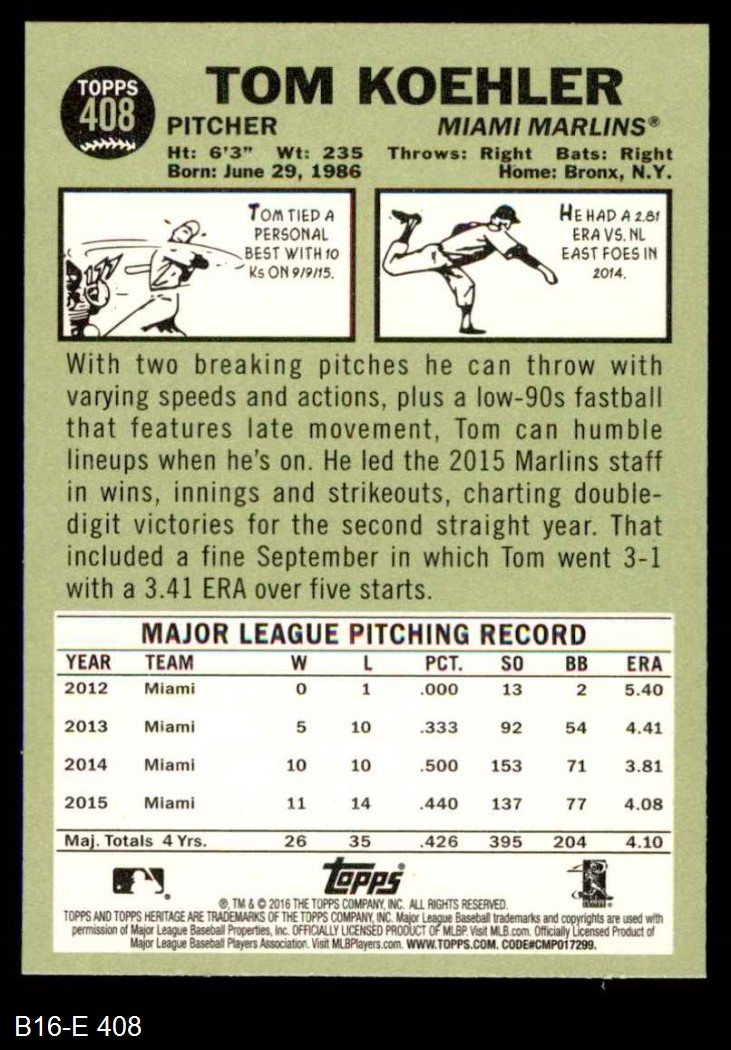 TOPPS
408
TOM KOEHLER
PITCHER MIAMI MARLINS®
Ht: 6'3" Wt: 235 Throws: Right Bats: Right
Born: June 29, 1986 Home: Bronx, N.Y.
TOM TIED A
PERSONAL
BEST WITH 10
Ks ON 9/9/15.
HE HAD A 2.81
ERA VS. NL
EAST FOES IN
2014.
With two breaking pitches he can throw with
varying speeds and actions, plus a low-90s fastball
that features late movement, Tom can humble
lineups when he's on. He led the 2015 Marlins staff
in wins, innings and strikeouts, charting double-
digit victories for the second straight year. That
included a fine September in which Tom went 3-1
with a 3.41 ERA over five starts.
MAJOR LEAGUE PITCHING RECORD
YEAR TEAM W L PCT. SO BB ERA
2012 Miami 0 1 .000 13 2 5.40
2013 Miami 5 10 .333 92 54 4.41
2014 Miami 10 10 .500 153 71 3.81
2015 Miami 11 14 .440 137 77 4.08
Maj. Totals 4 Yrs. 26 35 .426 395 204 4.10
Topps®
®, TM & © 2016 THE TOPPS COMPANY, INC. ALL RIGHTS RESERVED.
TOPPS AND TOPPS HERITAGE ARE TRADEMARKS OF THE TOPPS COMPANY, INC. Major League Baseball trademarks and copyrights are used with
permission of Major League Baseball Properties, Inc. OFFICIALLY LICENSED PRODUCT OF MLBP. Visit MLB.com. Officially Licensed Product of
Major League Baseball Players Association. Visit MLBPlayers.com. WWW.TOPPS.COM. CODE#CMP017299.
B16-E 408